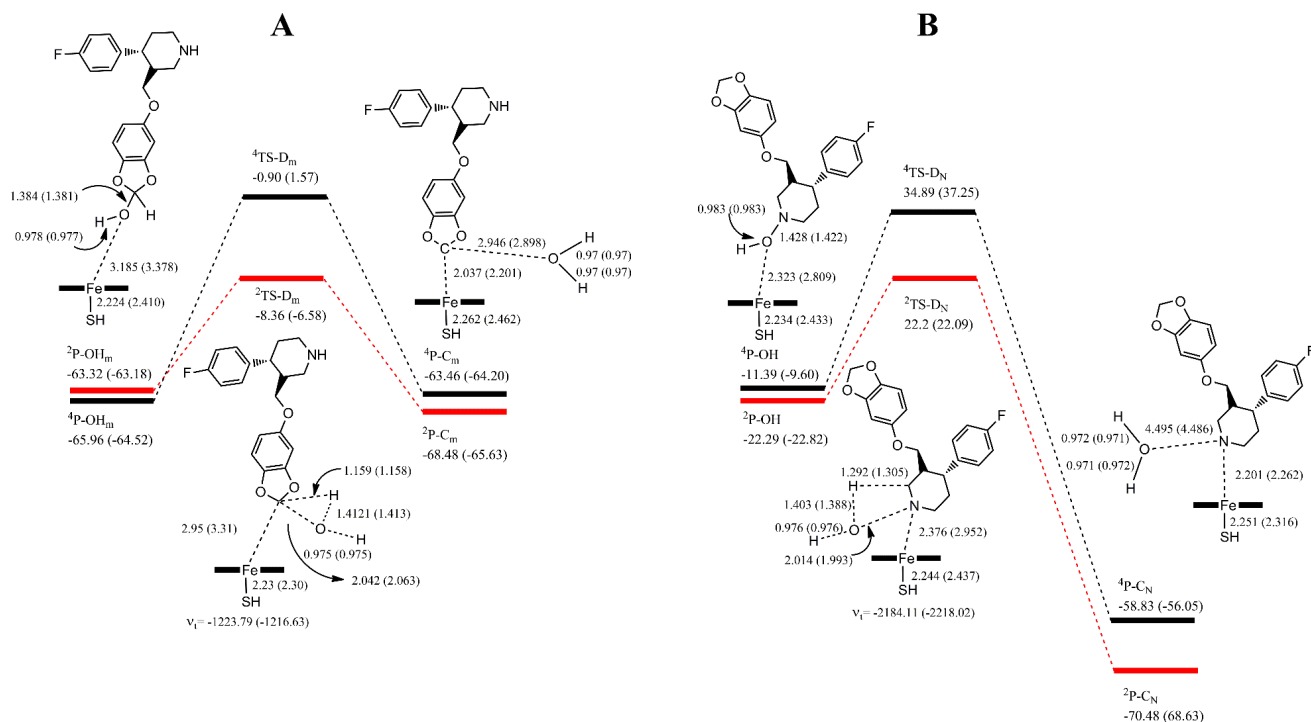 A
F
NH
O
O
O
1.384 (1.381)
H
O
H
0.978 (0.977)
3.185 (3.378)
Fe
2.224 (2.410)
SH
²P-OHₘ
-63.32 (-63.18)
⁴P-OHₘ
-65.96 (-64.52)
⁴TS-Dₘ
-0.90 (1.57)
²TS-Dₘ
-8.36 (-6.58)
F
NH
O
O
O
1.159 (1.158)
H
1.4121 (1.413)
O
H
2.95 (3.31)
0.975 (0.975)
2.042 (2.063)
Fe
2.23 (2.30)
SH
νₜ= -1223.79 (-1216.63)
F
NH
O
O
O
C
2.946 (2.898)
H
O
0.97 (0.97)
0.97 (0.97)
H
2.037 (2.201)
Fe
2.262 (2.462)
SH
⁴P-Cₘ
-63.46 (-64.20)
²P-Cₘ
-68.48 (-65.63)
B
O
O
F
O
0.983 (0.983)
N
1.428 (1.422)
H
O
2.323 (2.809)
Fe
2.234 (2.433)
SH
⁴P-OH
-11.39 (-9.60)
²P-OH
-22.29 (-22.82)
⁴TS-D_N
34.89 (37.25)
²TS-D_N
22.2 (22.09)
O
O
F
O
1.292 (1.305)
H
1.403 (1.388)
N
0.976 (0.976)
O
H
2.376 (2.952)
2.014 (1.993)
Fe
2.244 (2.437)
SH
νₜ= -2184.11 (-2218.02)
O
O
F
O
H
4.495 (4.486)
0.972 (0.971)
O
N
0.971 (0.972)
H
2.201 (2.262)
Fe
2.251 (2.316)
SH
⁴P-C_N
-58.83 (-56.05)
²P-C_N
-70.48 (68.63)